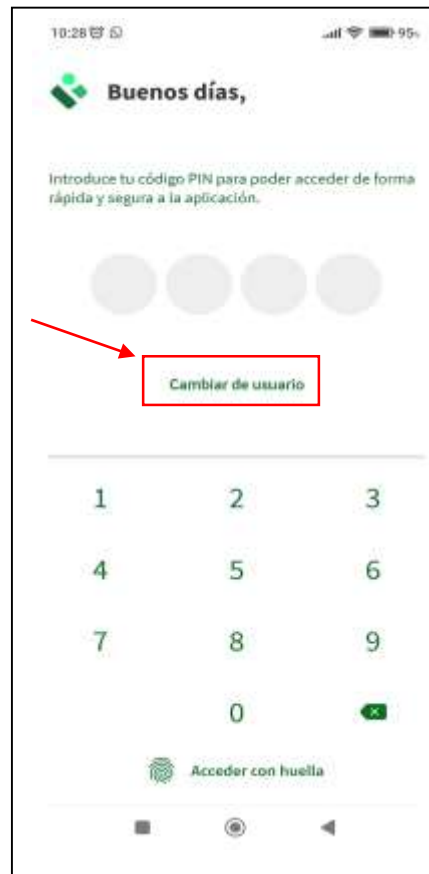 10:28 95
Buenos días,
Introduce tu código PIN para poder acceder de forma
rápida y segura a la aplicación.
Cambiar de usuario
1 2 3
4 5 6
7 8 9
0
Acceder con huella